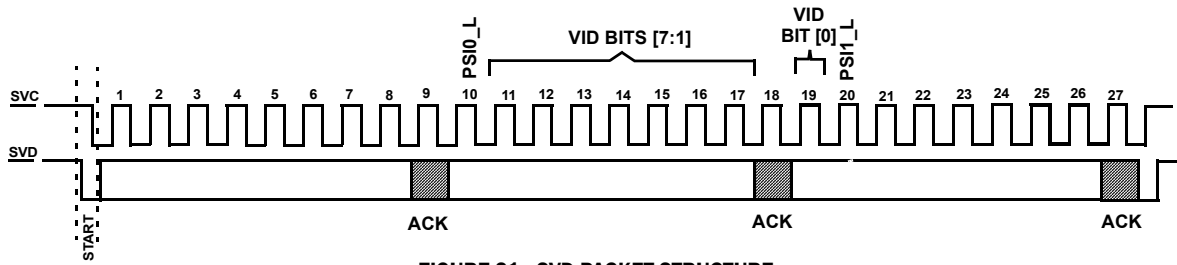 PSI0_L
VID BITS [7:1]
VID
BIT [0]
PSI1_L
SVC
1 2 3 4 5 6 7 8 9 10 11 12 13 14 15 16 17 18 19 20 21 22 23 24 25 26 27
SVD
START
ACK ACK ACK